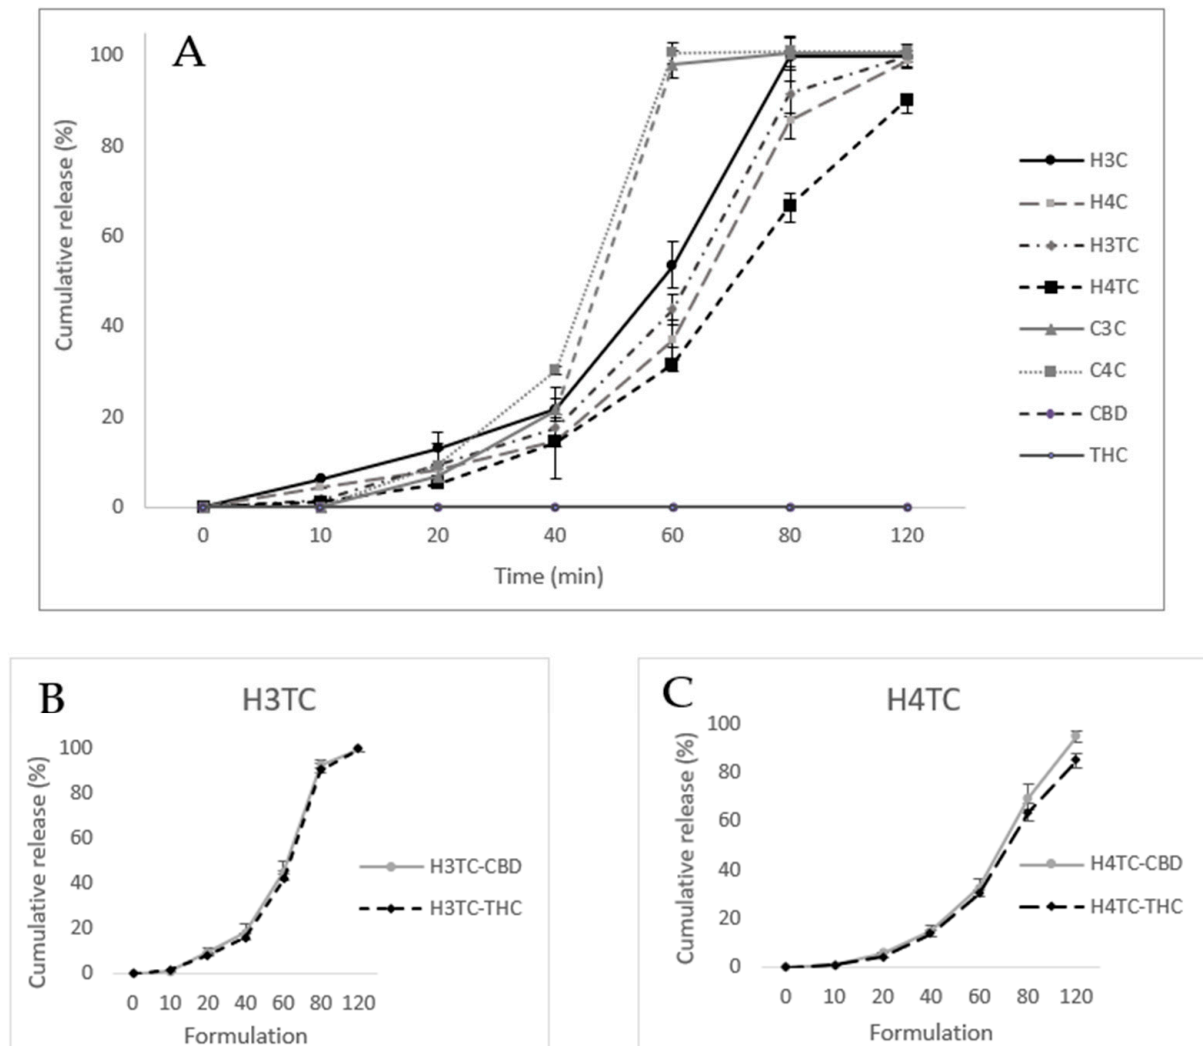 A
Cumulative release (%)
100
80
60
40
20
0
0 10 20 40 60 80 120
Time (min)
H3C
H4C
H3TC
H4TC
C3C
C4C
CBD
THC
B
H3TC
Cumulative release (%)
100
80
60
40
20
0
0 10 20 40 60 80 120
Formulation
H3TC-CBD
H3TC-THC
C
H4TC
Cumulative release (%)
100
80
60
40
20
0
0 10 20 40 60 80 120
Formulation
H4TC-CBD
H4TC-THC